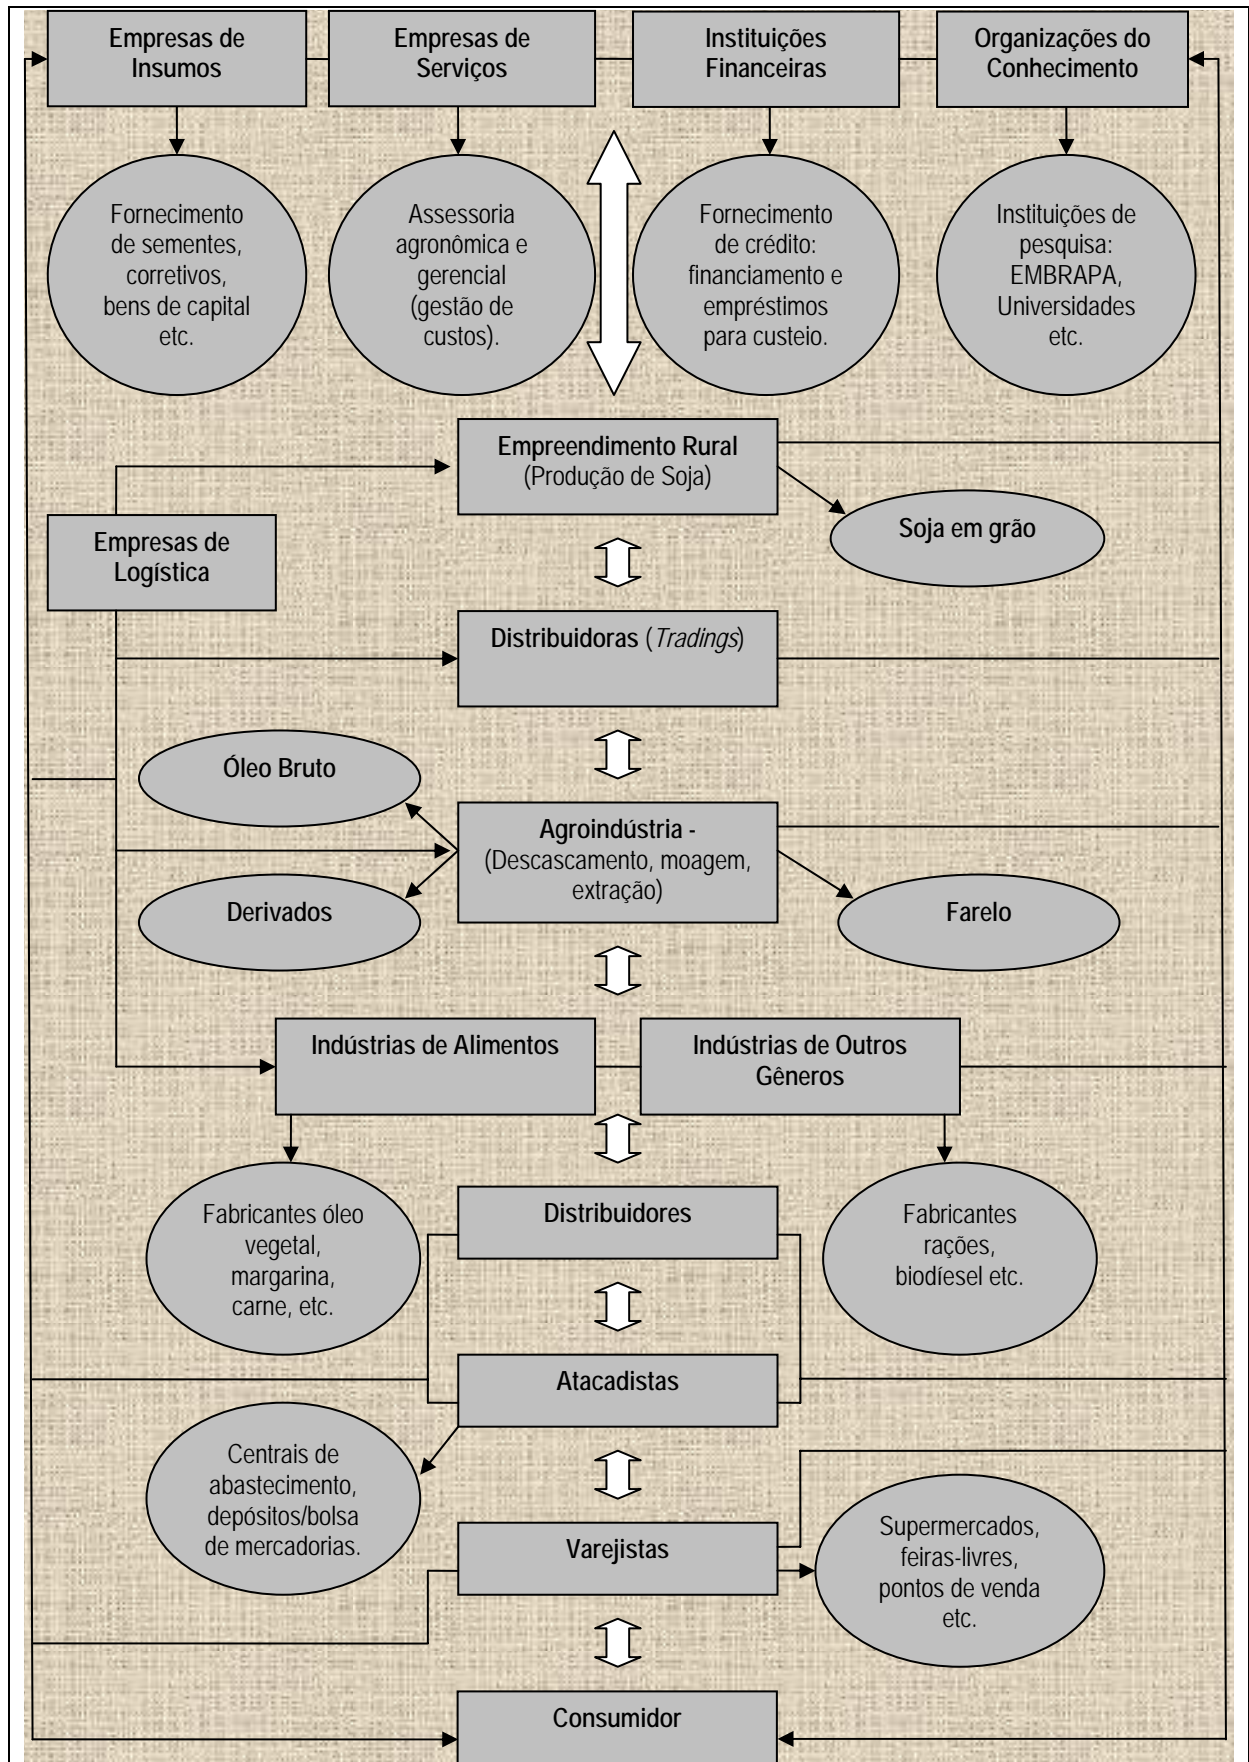 Empresas de
Insumos
Empresas de
Serviços
Instituições
Financeiras
Organizações do
Conhecimento
Fornecimento
de sementes,
corretivos,
bens de capital
etc.
Assessoria
agronômica e
gerencial
(gestão de
custos).
Fornecimento
de crédito:
financiamento e
empréstimos
para custeio.
Instituições de
pesquisa:
EMBRAPA,
Universidades
etc.
Empreendimento Rural
(Produção de Soja)
Soja em grão
Empresas de
Logística
Distribuidoras (Tradings)
Óleo Bruto
Agroindústria -
(Descascamento, moagem,
extração)
Derivados
Farelo
Indústrias de Alimentos
Indústrias de Outros
Gêneros
Fabricantes óleo
vegetal,
margarina,
carne, etc.
Distribuidores
Fabricantes
rações,
biodíesel etc.
Atacadistas
Centrais de
abastecimento,
depósitos/bolsa
de mercadorias.
Varejistas
Supermercados,
feiras-livres,
pontos de venda
etc.
Consumidor